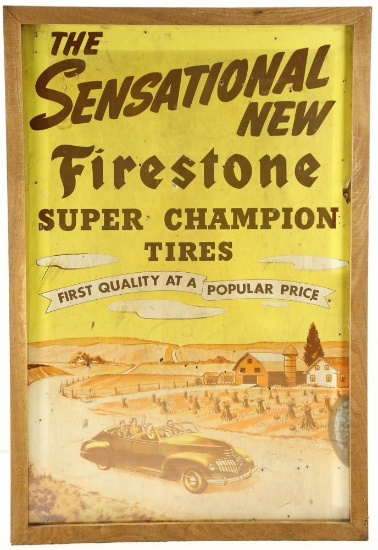 THE
SENSATIONAL
NEW
Firestone
SUPER CHAMPION
TIRES
FIRST QUALITY AT A POPULAR PRICE